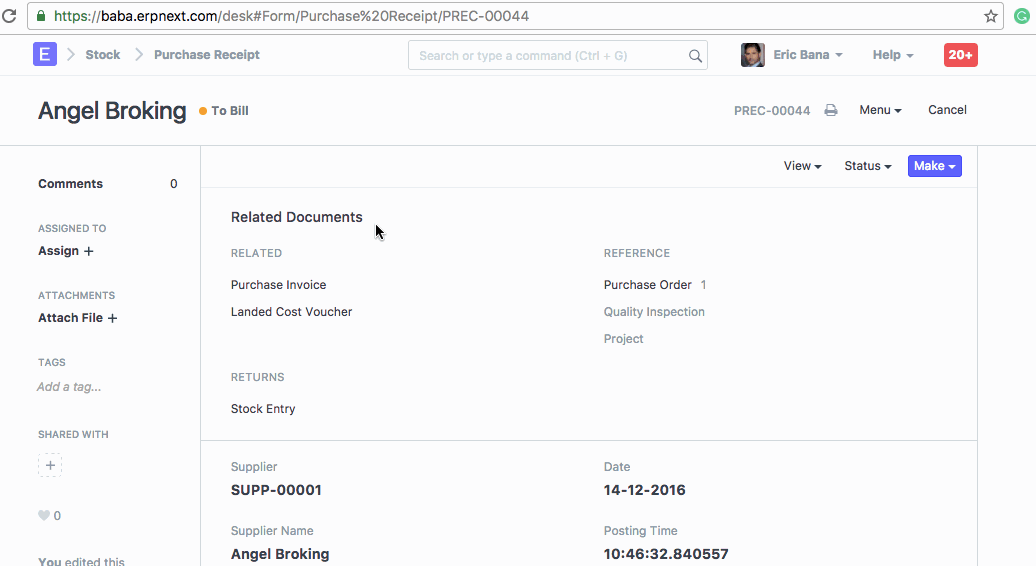 https://baba.erpnext.com/desk#Form/Purchase%20Receipt/PREC-00044
E Stock Purchase Receipt Search or type a command (Ctrl + G) Eric Bana Help 20+
Angel Broking To Bill PREC-00044 Menu Cancel
View Status Make
Comments 0
ASSIGNED TO
Assign +
ATTACHMENTS
Attach File +
TAGS
Add a tag...
SHARED WITH
+
0
You edited this
Related Documents
RELATED
Purchase Invoice
Landed Cost Voucher
REFERENCE
Purchase Order 1
Quality Inspection
Project
RETURNS
Stock Entry
Supplier
SUPP-00001
Date
14-12-2016
Supplier Name
Angel Broking
Posting Time
10:46:32.840557